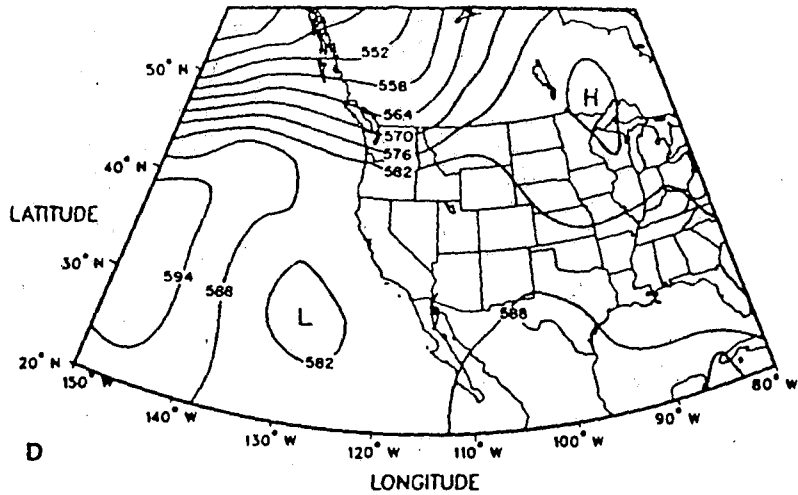 552
50° N
558
H
564
570
576
40° N
582
LATITUDE
30° N
594
588
L
588
582
20° N
150° W
80° W
140° W
90° W
130° W
120° W
110° W
100° W
D
LONGITUDE